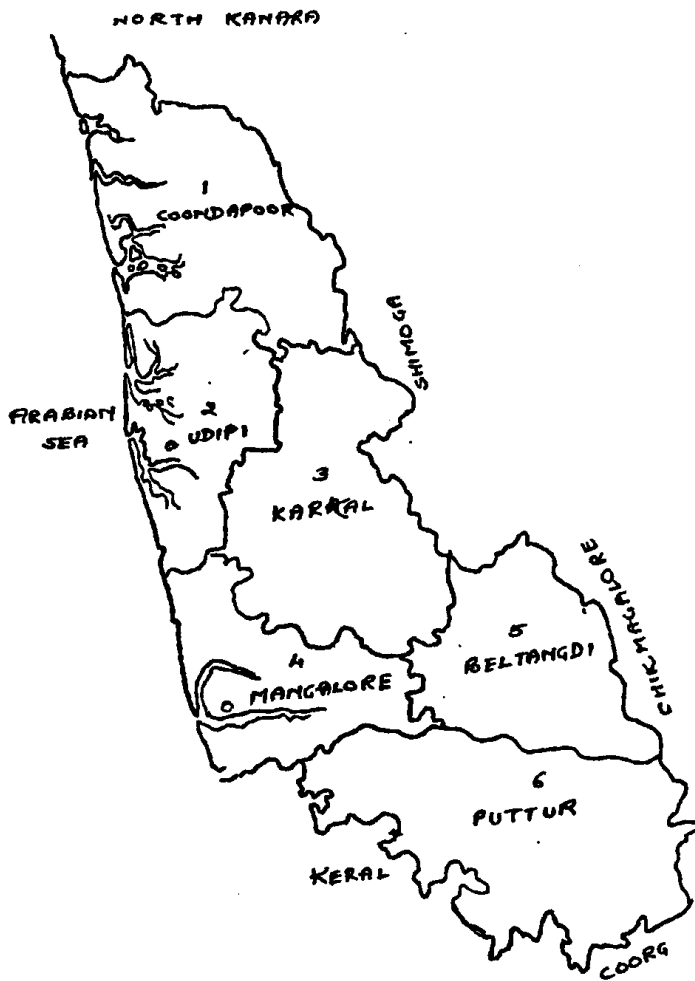 NORTH KANARA
1
COONDAPOOR
SHIMOGA
ARABIAN
SEA
2
UDIPI
3
KARKAL
CHIKMAGALORE
5
BELTANGDI
4
MANGALORE
6
PUTTUR
KERAL
COORG